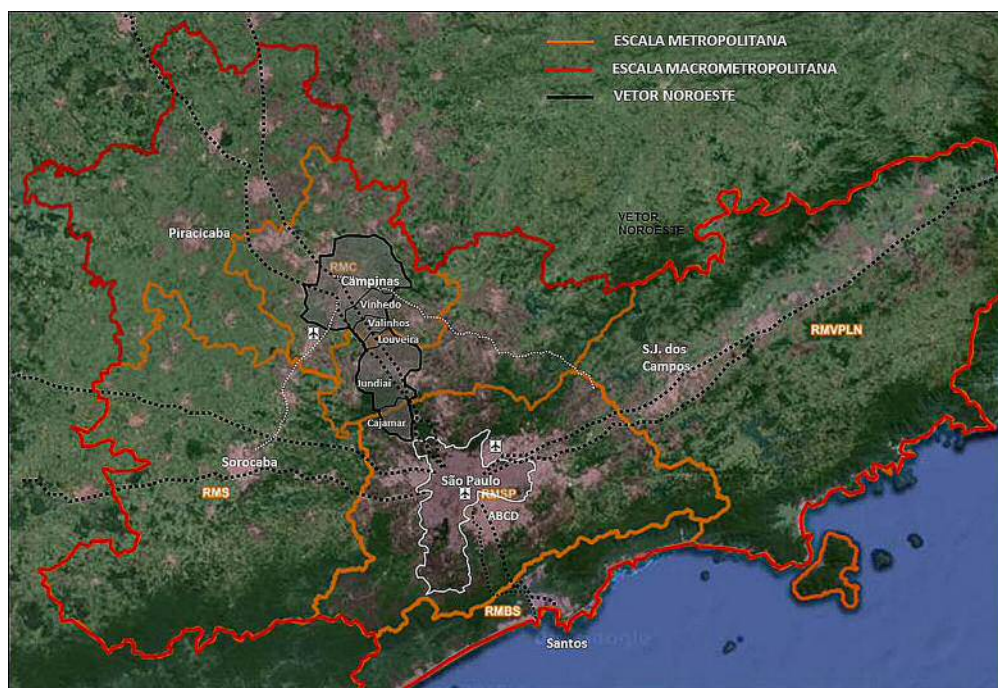 ESCALA METROPOLITANA
ESCALA MACROMETROPOLITANA
VETOR NOROESTE
VETOR
NOROESTE
Piracicaba
RMC
Campinas
Vinhedo
Valinhos
Louveira
Jundiaí
Cajamar
S.J. dos
Campos
RMVPLN
Sorocaba
RMS
São Paulo
RMSP
ABCD
RMBS
Santos